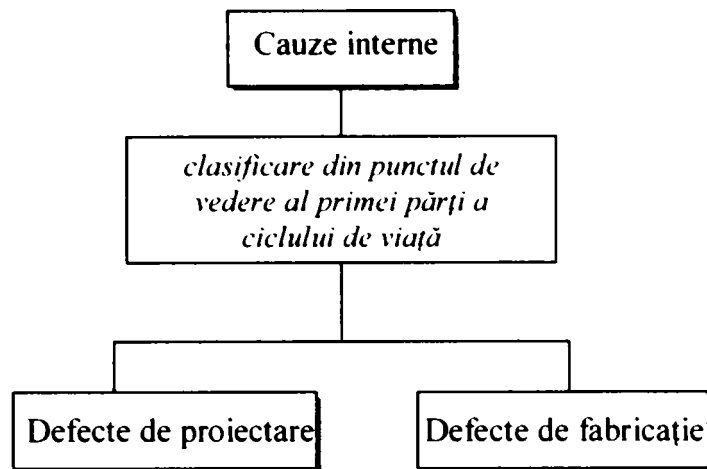 Cauze interne
clasificare din punctul de
vedere al primei părți a
ciclului de viață
Defecte de proiectare
Defecte de fabricație